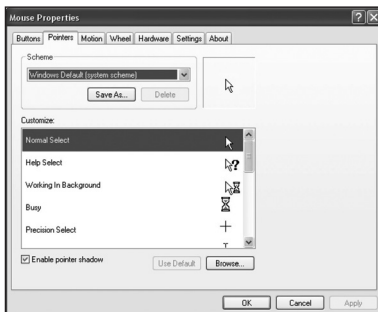 Mouse Properties
Buttons Pointers Motion Wheel Hardware Settings About
Scheme
Windows Default (system scheme)
Save As... Delete
Customize:
Normal Select
Help Select
Working In Background
Busy
Precision Select
Enable pointer shadow
Use Default Browse...
OK Cancel Apply